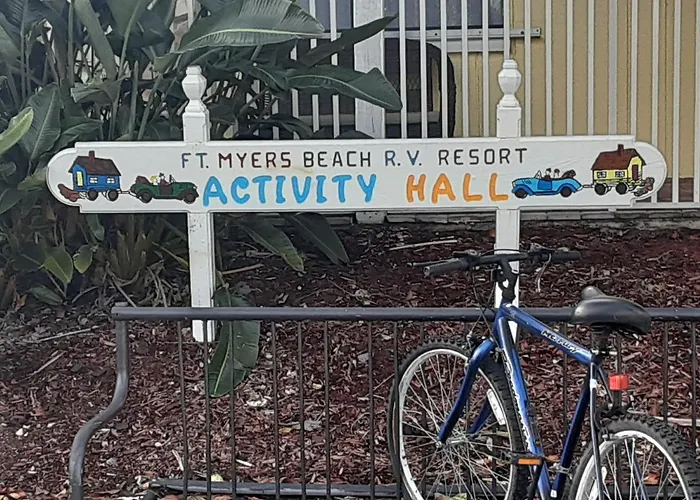 FT. MYERS BEACH R.V. RESORT
ACTIVITY HALL